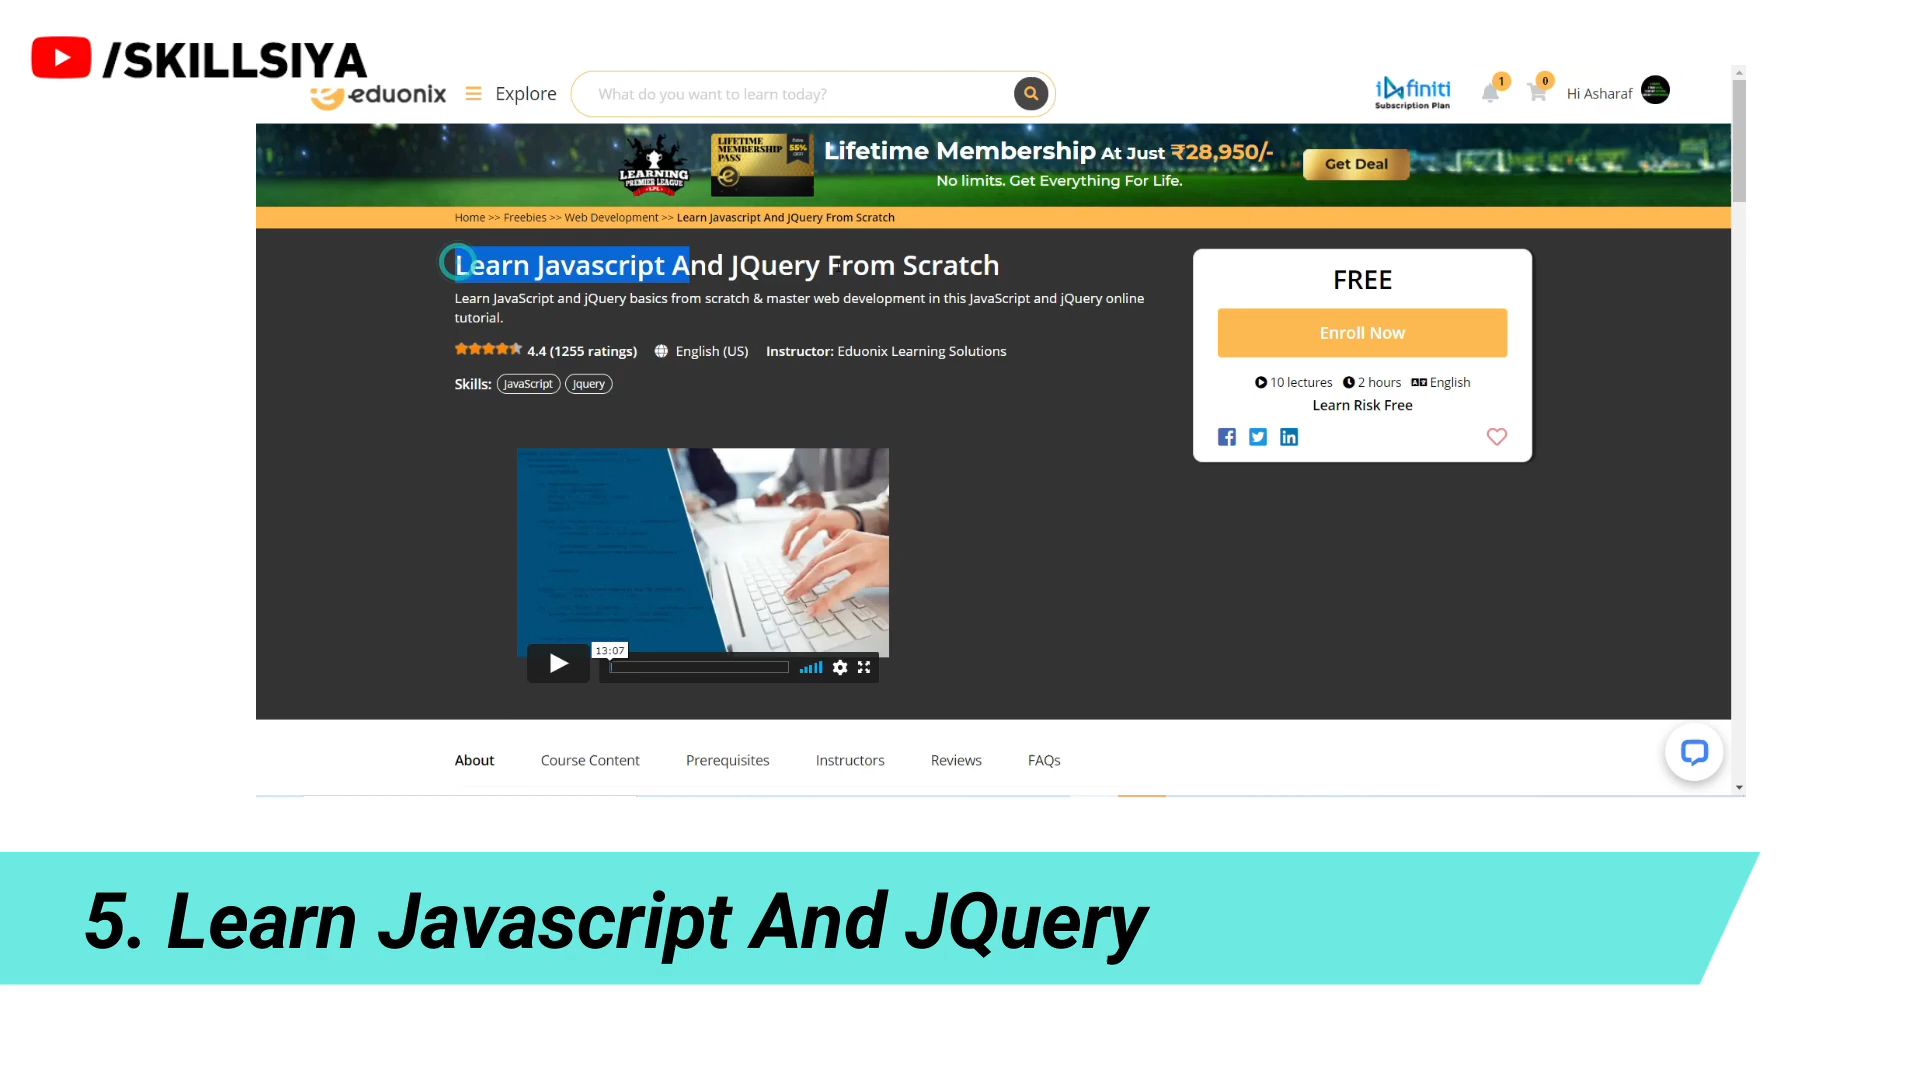 /SKILLSIYA
eduonix
Explore
What do you want to learn today?
Subscription Plan
1
0
Hi Asharaf
LEARNING
PREMIER LEAGUE
LIFETIME
MEMBERSHIP
PASS
55%
Lifetime Membership At Just ₹28,950/-
No limits. Get Everything For Life.
Get Deal
Home >> Freebies >> Web Development >> Learn Javascript And JQuery From Scratch
Learn Javascript And JQuery From Scratch
Learn JavaScript and jQuery basics from scratch & master web development in this JavaScript and jQuery online
tutorial.
4.4 (1255 ratings) English (US) Instructor: Eduonix Learning Solutions
Skills: JavaScript Jquery
FREE
Enroll Now
10 lectures 2 hours English
Learn Risk Free
13:07
About Course Content Prerequisites Instructors Reviews FAQs
5. Learn Javascript And JQuery